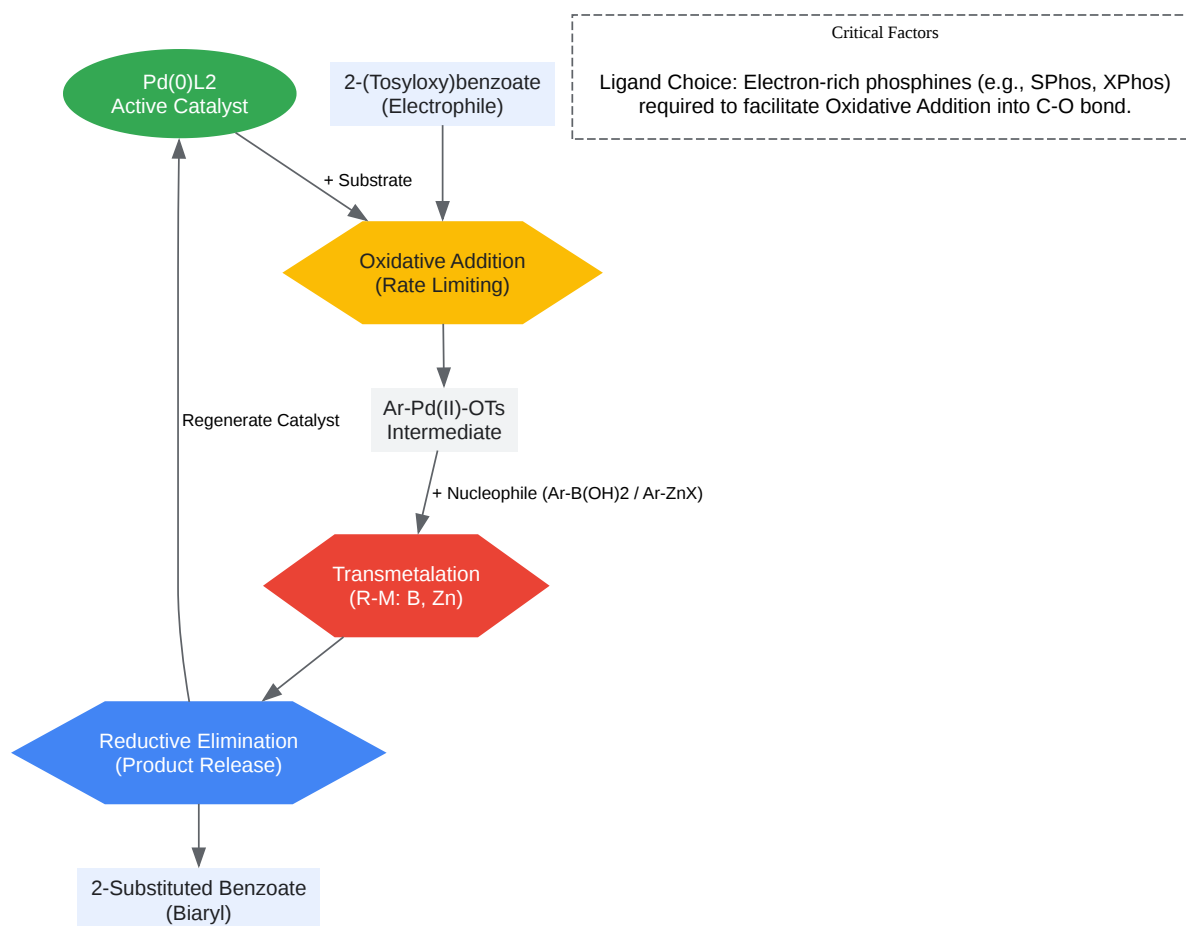 Critical Factors
Pd(0)L2
Active Catalyst
2-(Tosyloxy)benzoate
(Electrophile)
Ligand Choice: Electron-rich phosphines (e.g., SPhos, XPhos)
required to facilitate Oxidative Addition into C-O bond.
+ Substrate
Oxidative Addition
(Rate Limiting)
Ar-Pd(II)-OTs
Intermediate
Regenerate Catalyst
+ Nucleophile (Ar-B(OH)2 / Ar-ZnX)
Transmetalation
(R-M: B, Zn)
Reductive Elimination
(Product Release)
2-Substituted Benzoate
(Biaryl)